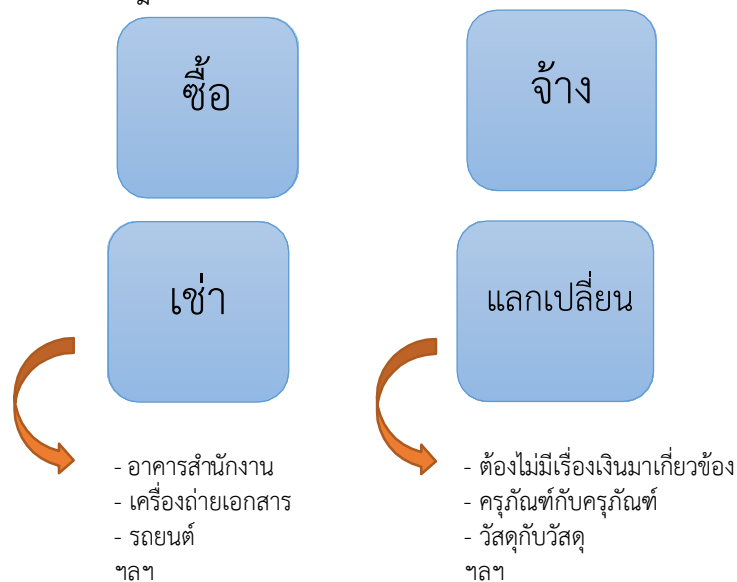 ซื้อ
จ้าง
เช่า
แลกเปลี่ยน
- อาคารสำนักงาน
- เครื่องถ่ายเอกสาร
- รถยนต์
ฯลฯ
- ต้องไม่มีเรื่องเงินมาเกี่ยวข้อง
- ครุภัณฑ์กับครุภัณฑ์
- วัสดุกับวัสดุ
ฯลฯ